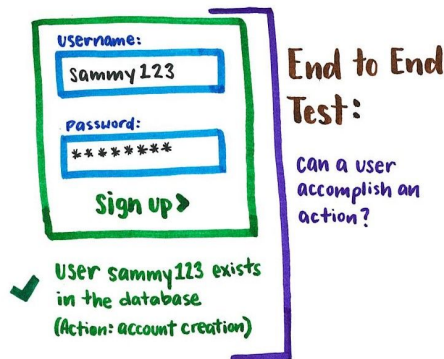 Username:
sammy123
Password:
********
Sign up >
User sammy123 exists
in the database
(Action: account creation)
End to End
Test:
Can a user
accomplish an
action?